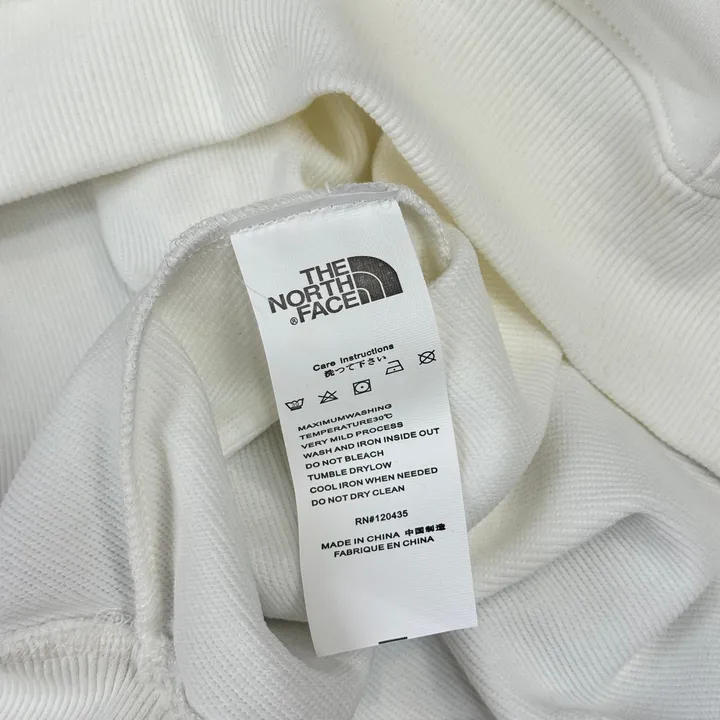 THE
NORTH
®FACE
Care Instructions
洗って下さい
MAXIMUMWASHING
TEMPERATURE30℃
VERY MILD PROCESS
WASH AND IRON INSIDE OUT
DO NOT BLEACH
TUMBLE DRYLOW
COOL IRON WHEN NEEDED
DO NOT DRY CLEAN
RN#120435
MADE IN CHINA 中国制造
FABRIQUE EN CHINA